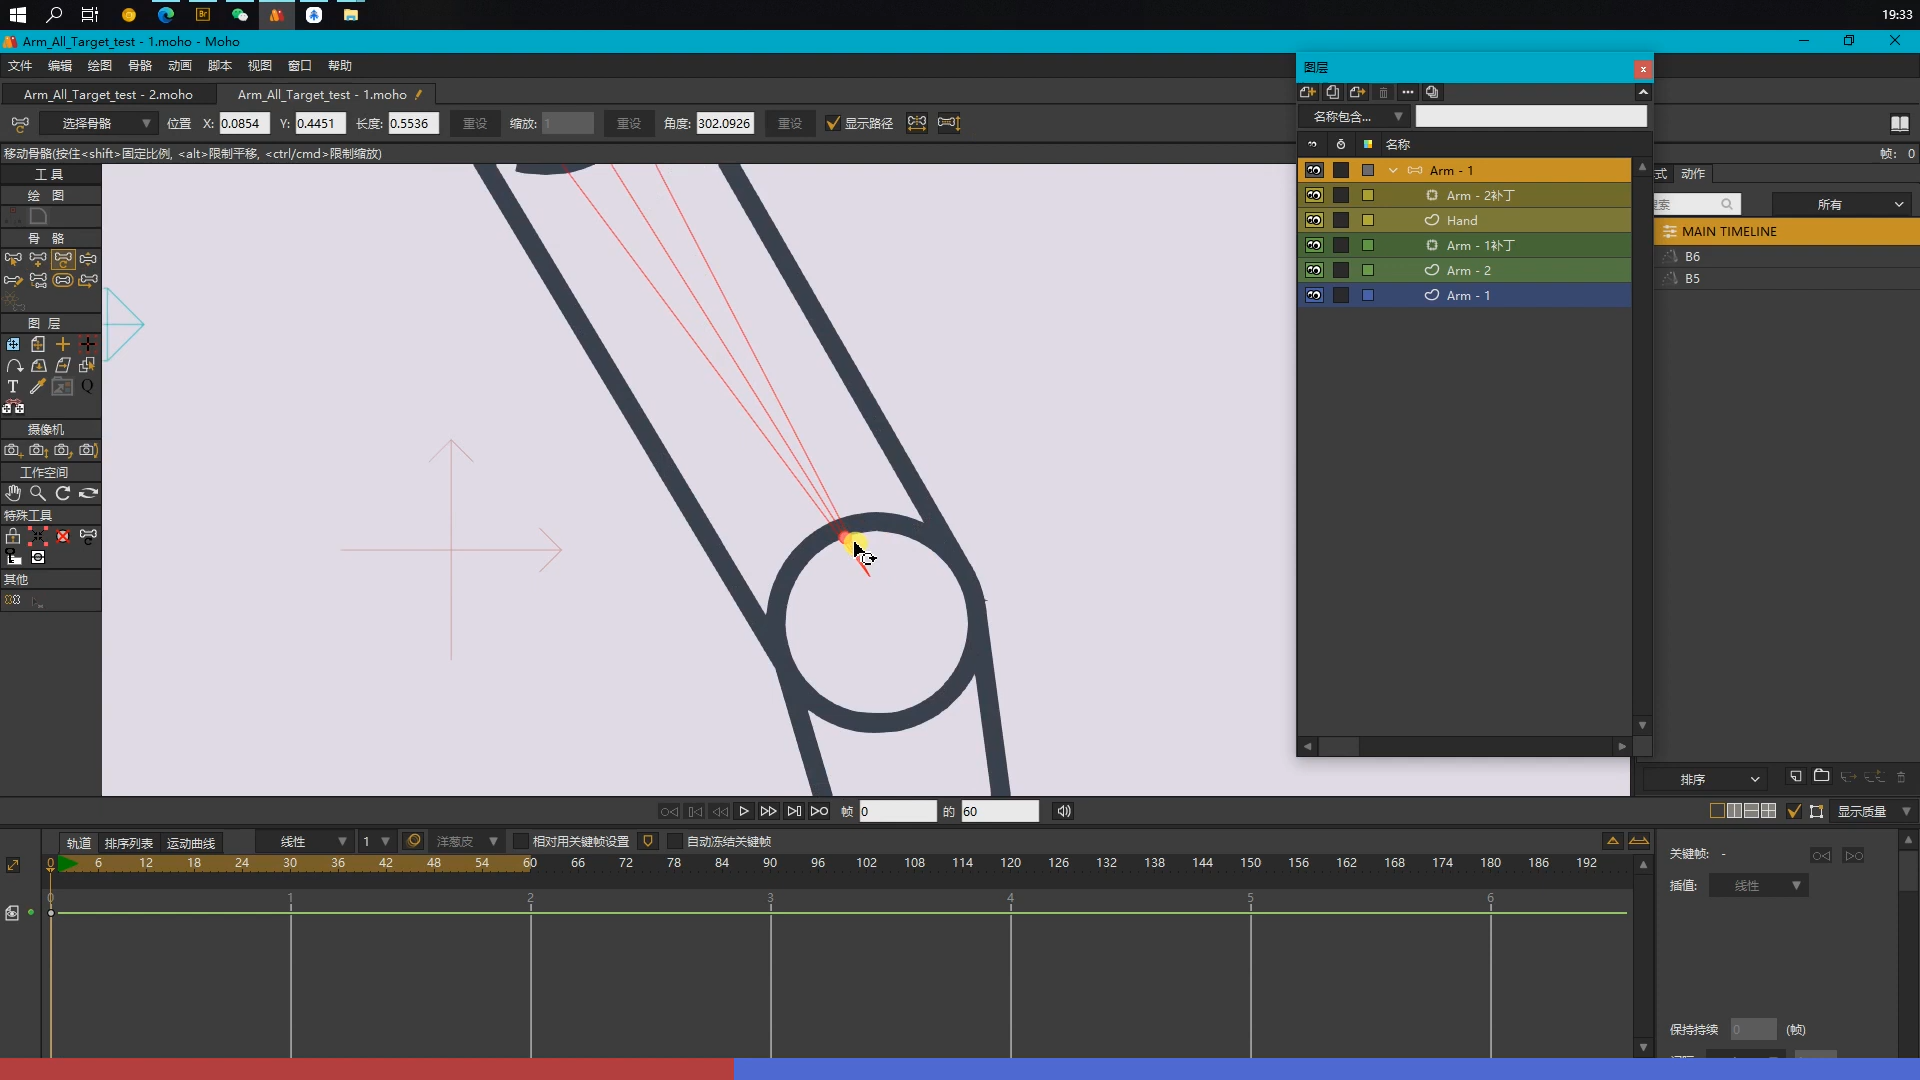 19:33
Arm_All_Target_test - 1.moho - Moho
文件 编辑 绘图 骨骼 动画 脚本 视图 窗口 帮助
Arm_All_Target_test - 2.moho Arm_All_Target_test - 1.moho
选择骨骼 位置 X: 0.0854 Y: 0.4451 长度: 0.5536 重设 缩放: 1 重设 角度: 302.0926 重设 显示路径
移动骨骼(按住<shift>固定比例, <alt>限制平移, <ctrl/cmd>限制缩放)
帧: 0
工具
绘 图
骨 骼
图 层
T Q
摄像机
工作空间
特殊工具
其他
图层
名称包含...
名称
Arm - 1
Arm - 2补丁
Hand
Arm - 1补丁
Arm - 2
Arm - 1
式 动作
索 所有
MAIN TIMELINE
B6
B5
排序
帧 0 的 60
显示质量
轨道 排序列表 运动曲线 线性 1 洋葱皮 相对用关键帧设置 自动冻结关键帧
0 6 12 18 24 30 36 42 48 54 60 66 72 78 84 90 96 102 108 114 120 126 132 138 144 150 156 162 168 174 180 186 192
0 1 2 3 4 5 6
关键帧: -
插值: 线性
保持持续 0 (帧)